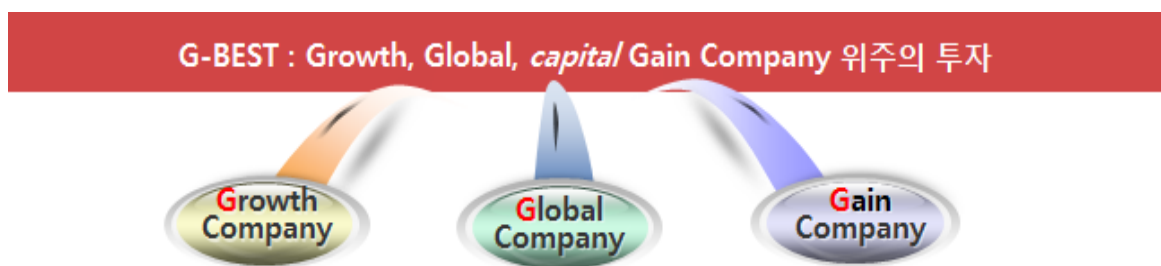 G-BEST : Growth, Global, capital Gain Company 위주의 투자
Growth
Company
Global
Company
Gain
Company